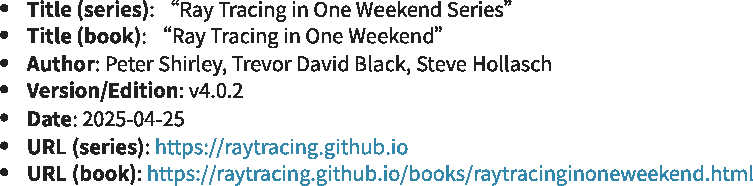 • Title (series): “Ray Tracing in One Weekend Series”
• Title (book): “Ray Tracing in One Weekend”
• Author: Peter Shirley, Trevor David Black, Steve Hollasch
• Version/Edition: v4.0.2
• Date: 2025-04-25
• URL (series): https://raytracing.github.io
• URL (book): https://raytracing.github.io/books/raytracinginoneweekend.html